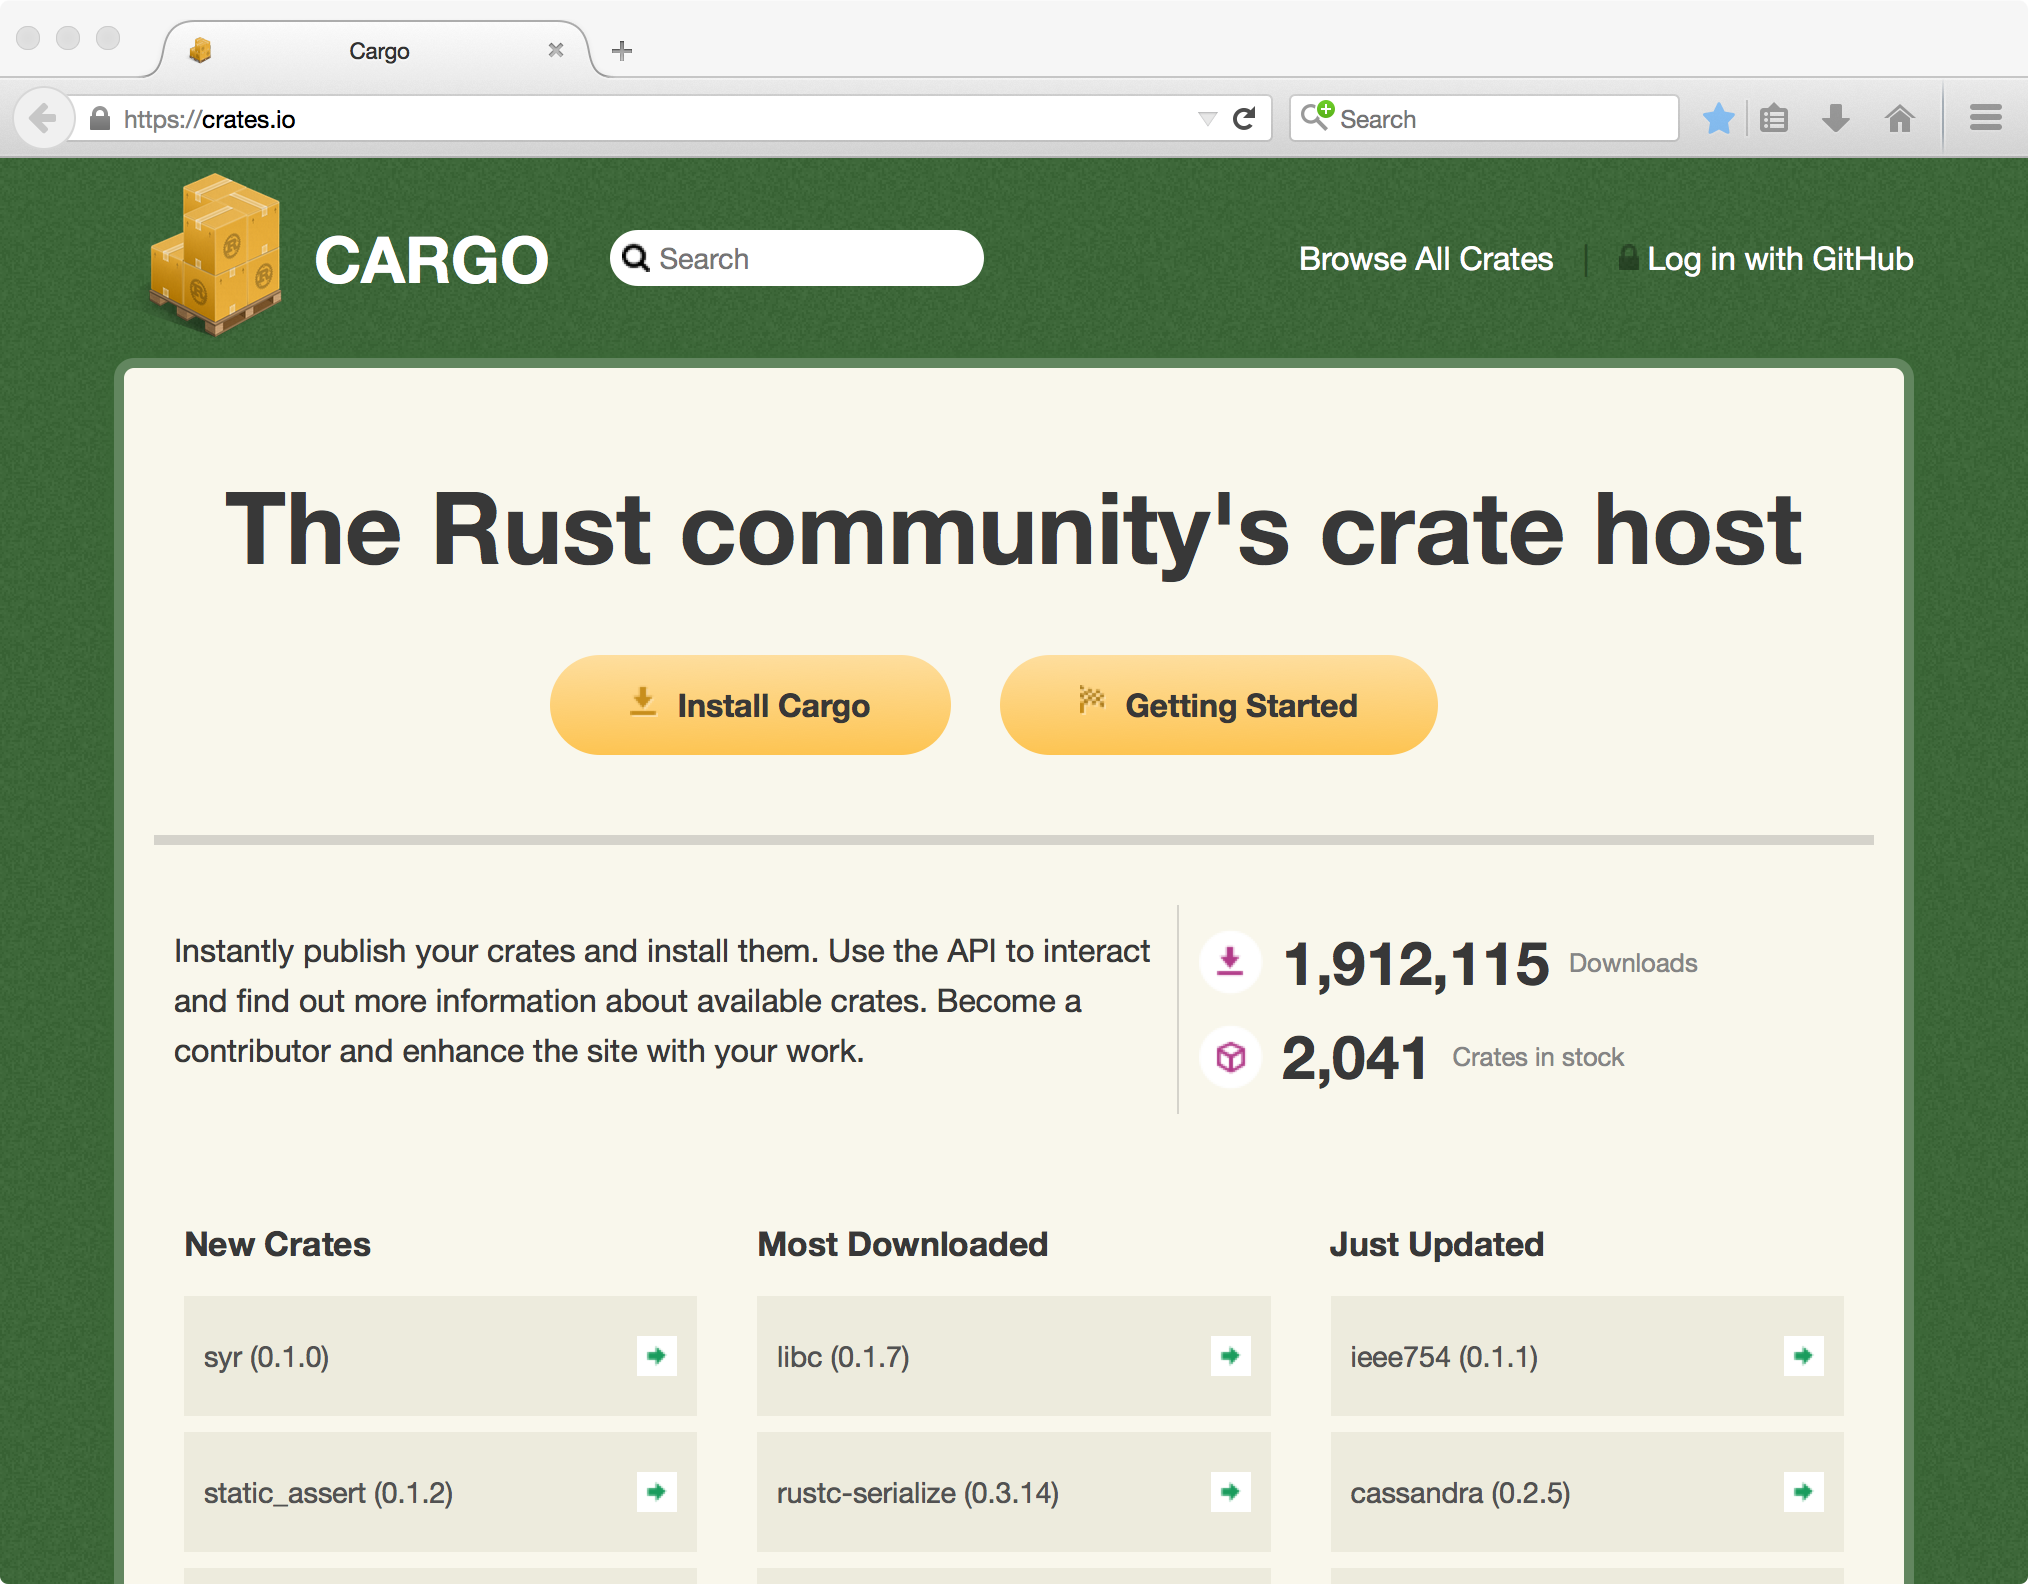 Cargo
https://crates.io
Search
CARGO
Search
Browse All Crates
Log in with GitHub
The Rust community's crate host
Install Cargo
Getting Started
Instantly publish your crates and install them. Use the API to interact
and find out more information about available crates. Become a
contributor and enhance the site with your work.
1,912,115 Downloads
2,041 Crates in stock
New Crates
syr (0.1.0)
static_assert (0.1.2)
Most Downloaded
libc (0.1.7)
rustc-serialize (0.3.14)
Just Updated
ieee754 (0.1.1)
cassandra (0.2.5)